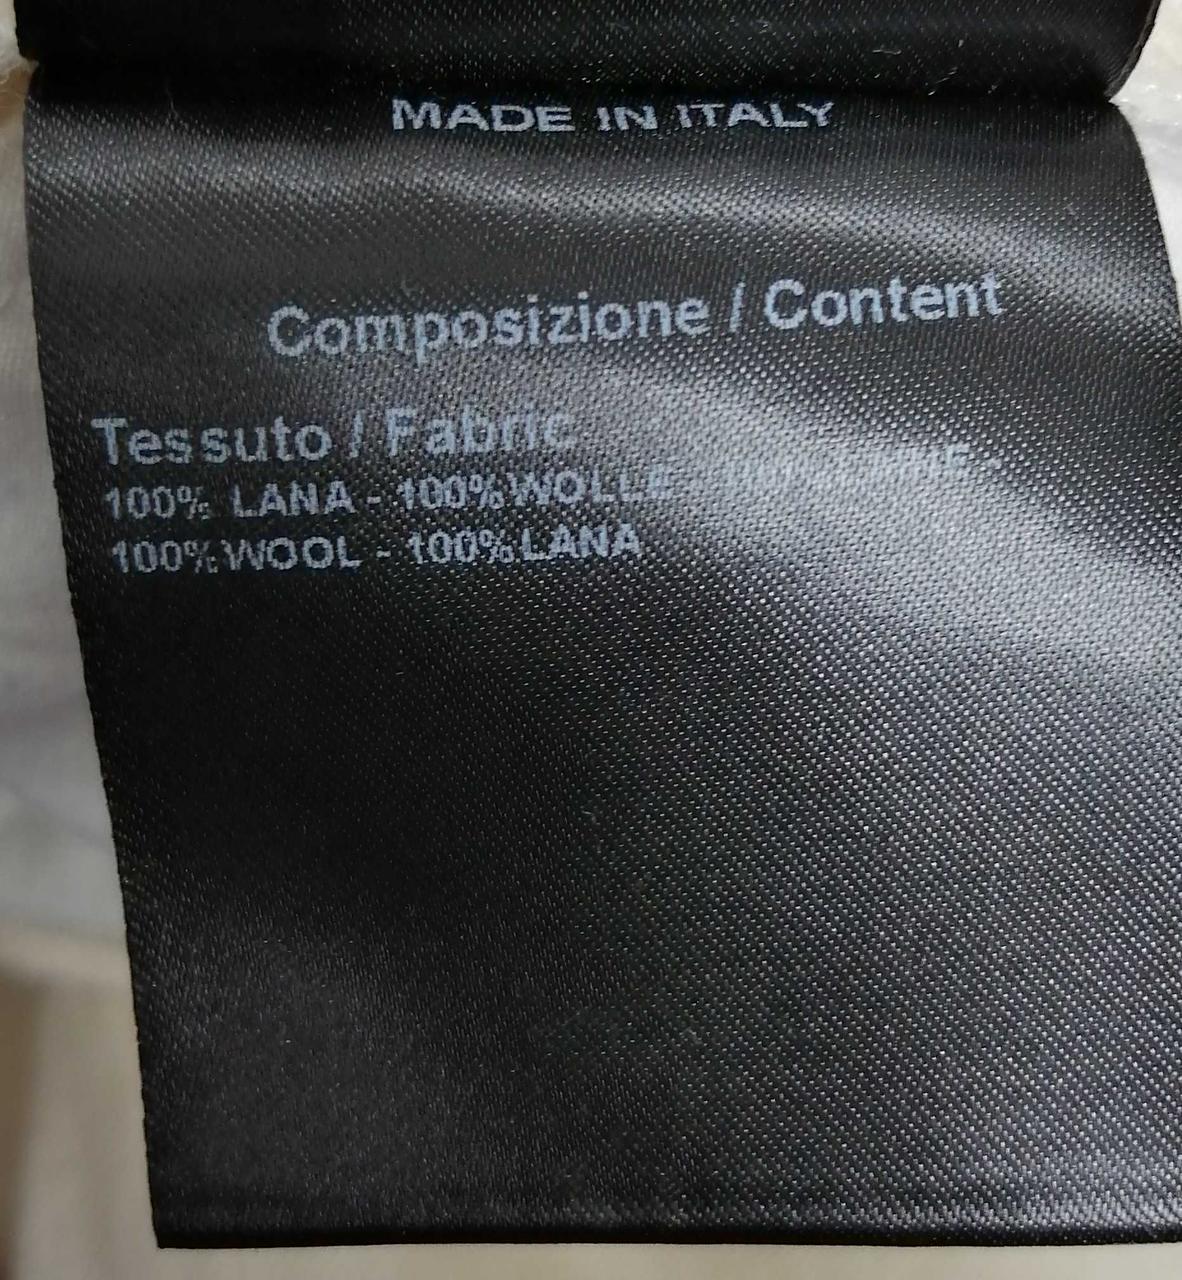 MADE IN ITALY
Composizione / Content
Tessuto / Fabric
100% LANA - 100%WOLLE -
100%WOOL - 100%LANA